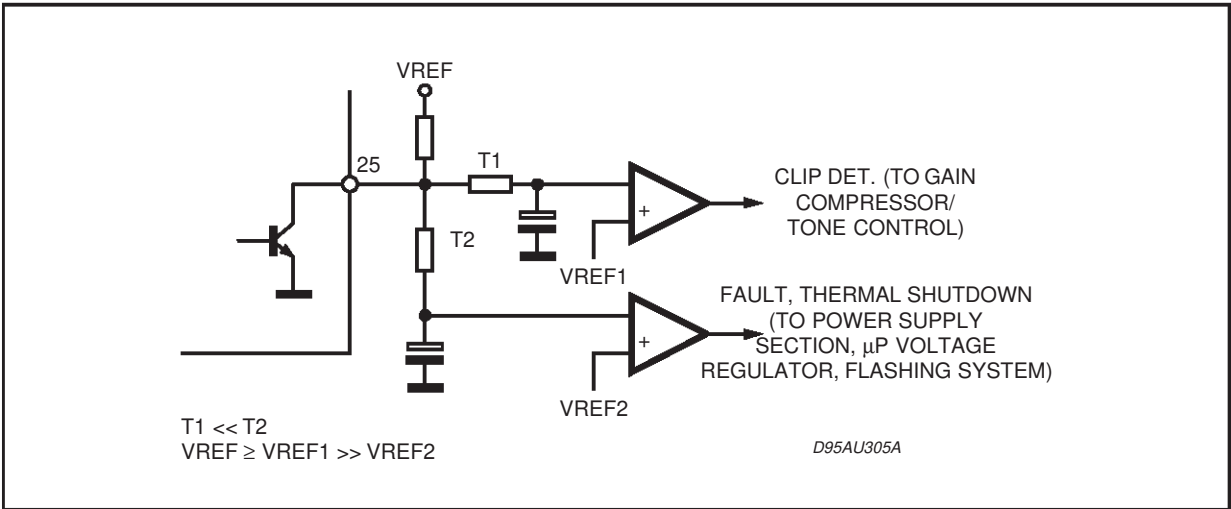 VREF
25
T1
CLIP DET. (TO GAIN
COMPRESSOR/
TONE CONTROL)
+
T2
VREF1
FAULT, THERMAL SHUTDOWN
(TO POWER SUPPLY
SECTION, µP VOLTAGE
REGULATOR, FLASHING SYSTEM)
+
VREF2
T1 << T2
VREF ≥ VREF1 >> VREF2
D95AU305A